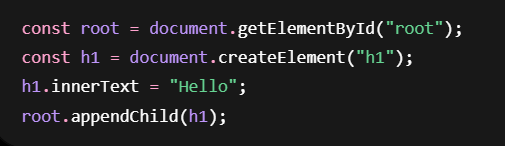 const root = document.getElementById("root");
const h1 = document.createElement("h1");
h1.innerText = "Hello";
root.appendChild(h1);